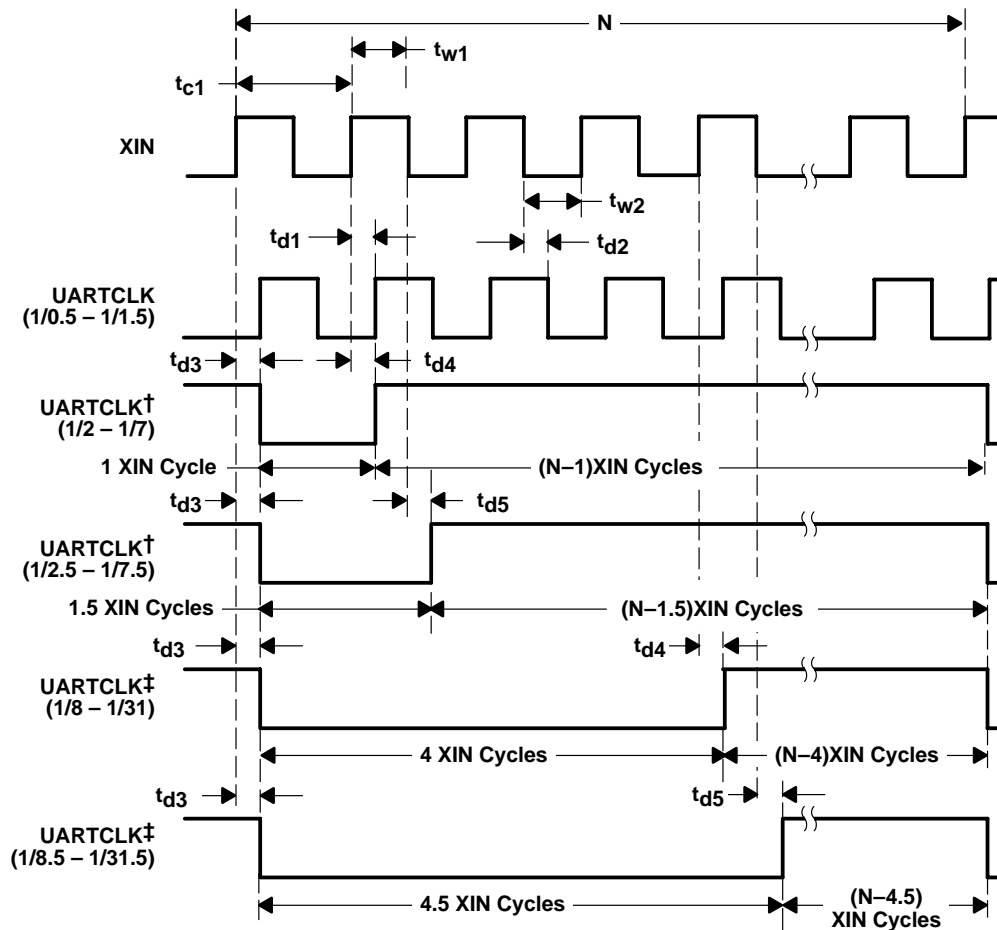 N
tw1
tc1
XIN
tw2
td1
td2
UARTCLK
(1/0.5 – 1/1.5)
td3
td4
UARTCLK†
(1/2 – 1/7)
1 XIN Cycle
(N–1)XIN Cycles
td3
td5
UARTCLK†
(1/2.5 – 1/7.5)
1.5 XIN Cycles
(N–1.5)XIN Cycles
td3
td4
UARTCLK‡
(1/8 – 1/31)
4 XIN Cycles
(N–4)XIN Cycles
td3
td5
UARTCLK‡
(1/8.5 – 1/31.5)
4.5 XIN Cycles
(N–4.5)
XIN Cycles